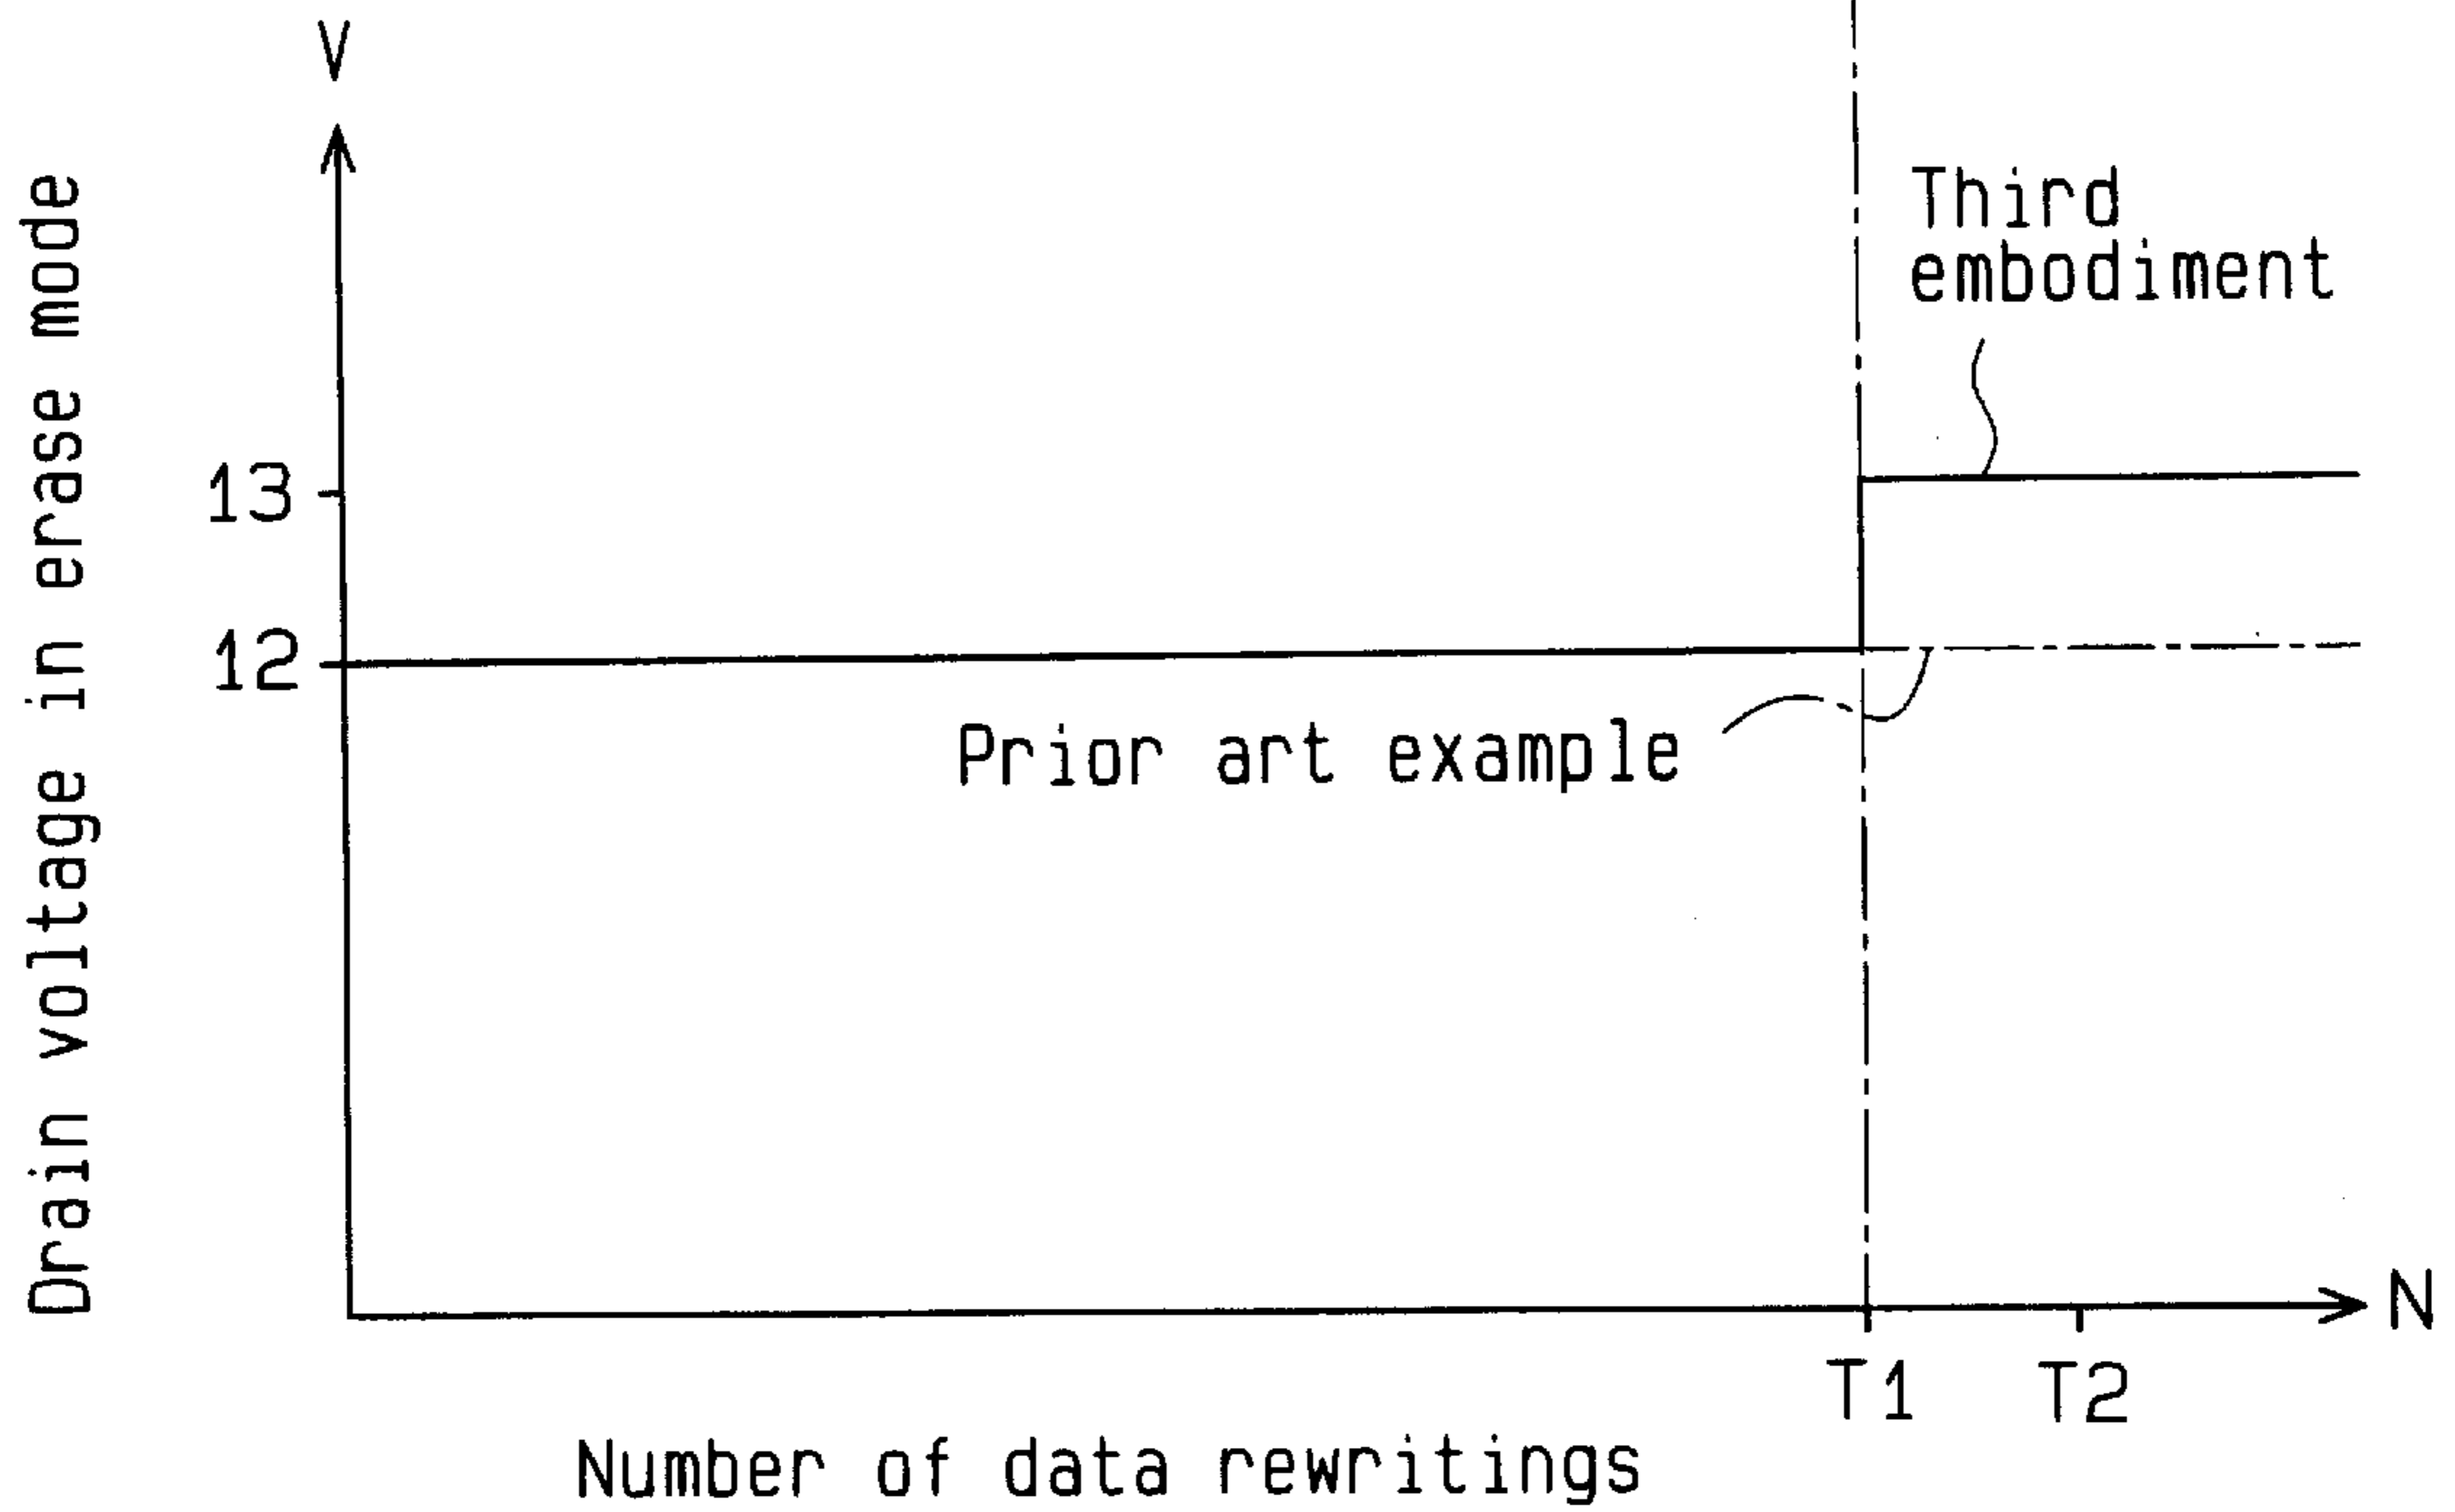 V
Drain voltage in erase mode
Third
embodiment
13
12
Prior art example
N
T1
T2
Number of data rewritings